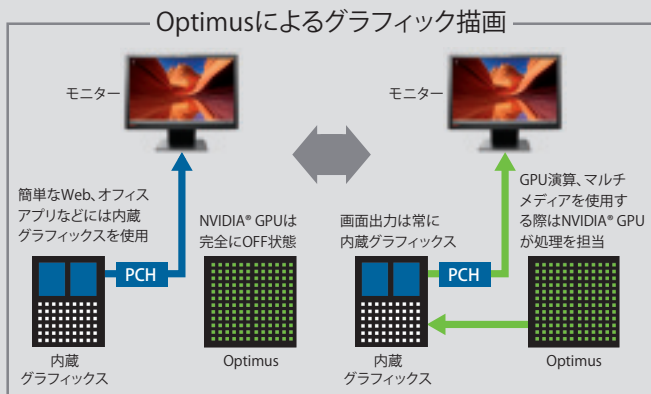 Optimusによるグラフィック描画
モニター
簡単なWeb、オフィス
アプリなどには内蔵
グラフィックスを使用
NVIDIA® GPUは
完全にOFF状態
PCH
内蔵
グラフィックス
Optimus
モニター
画面出力は常に
内蔵グラフィックス
GPU演算、マルチ
メディアを使用す
る際はNVIDIA® GPU
が処理を担当
PCH
内蔵
グラフィックス
Optimus